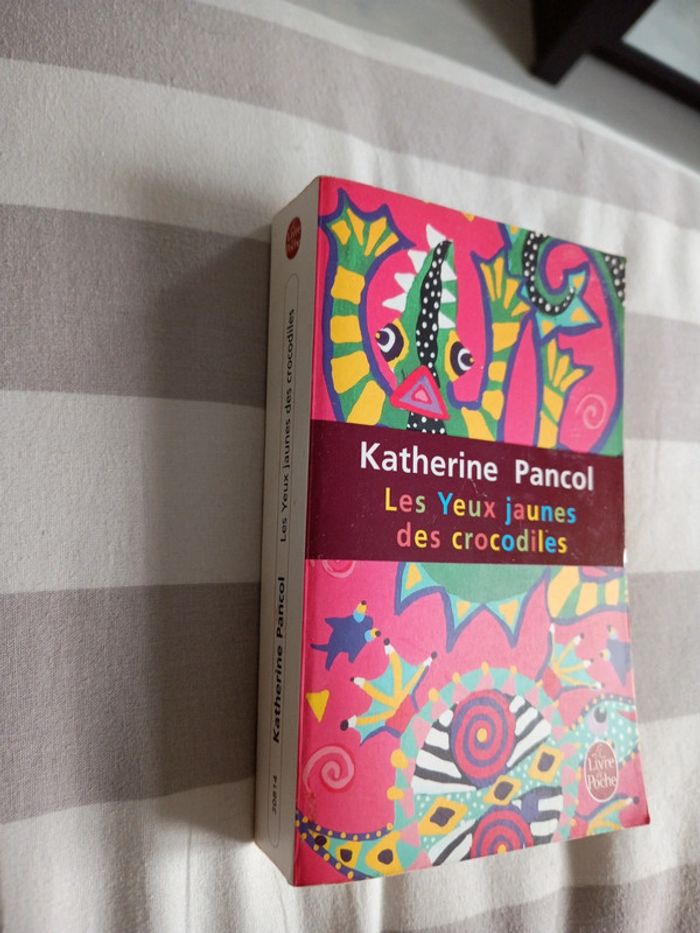 Katherine Pancol
Les Yeux jaunes
des crocodiles
Le
Livre
de
Poche
Les Yeux jaunes des crocodiles
Katherine Pancol
30814